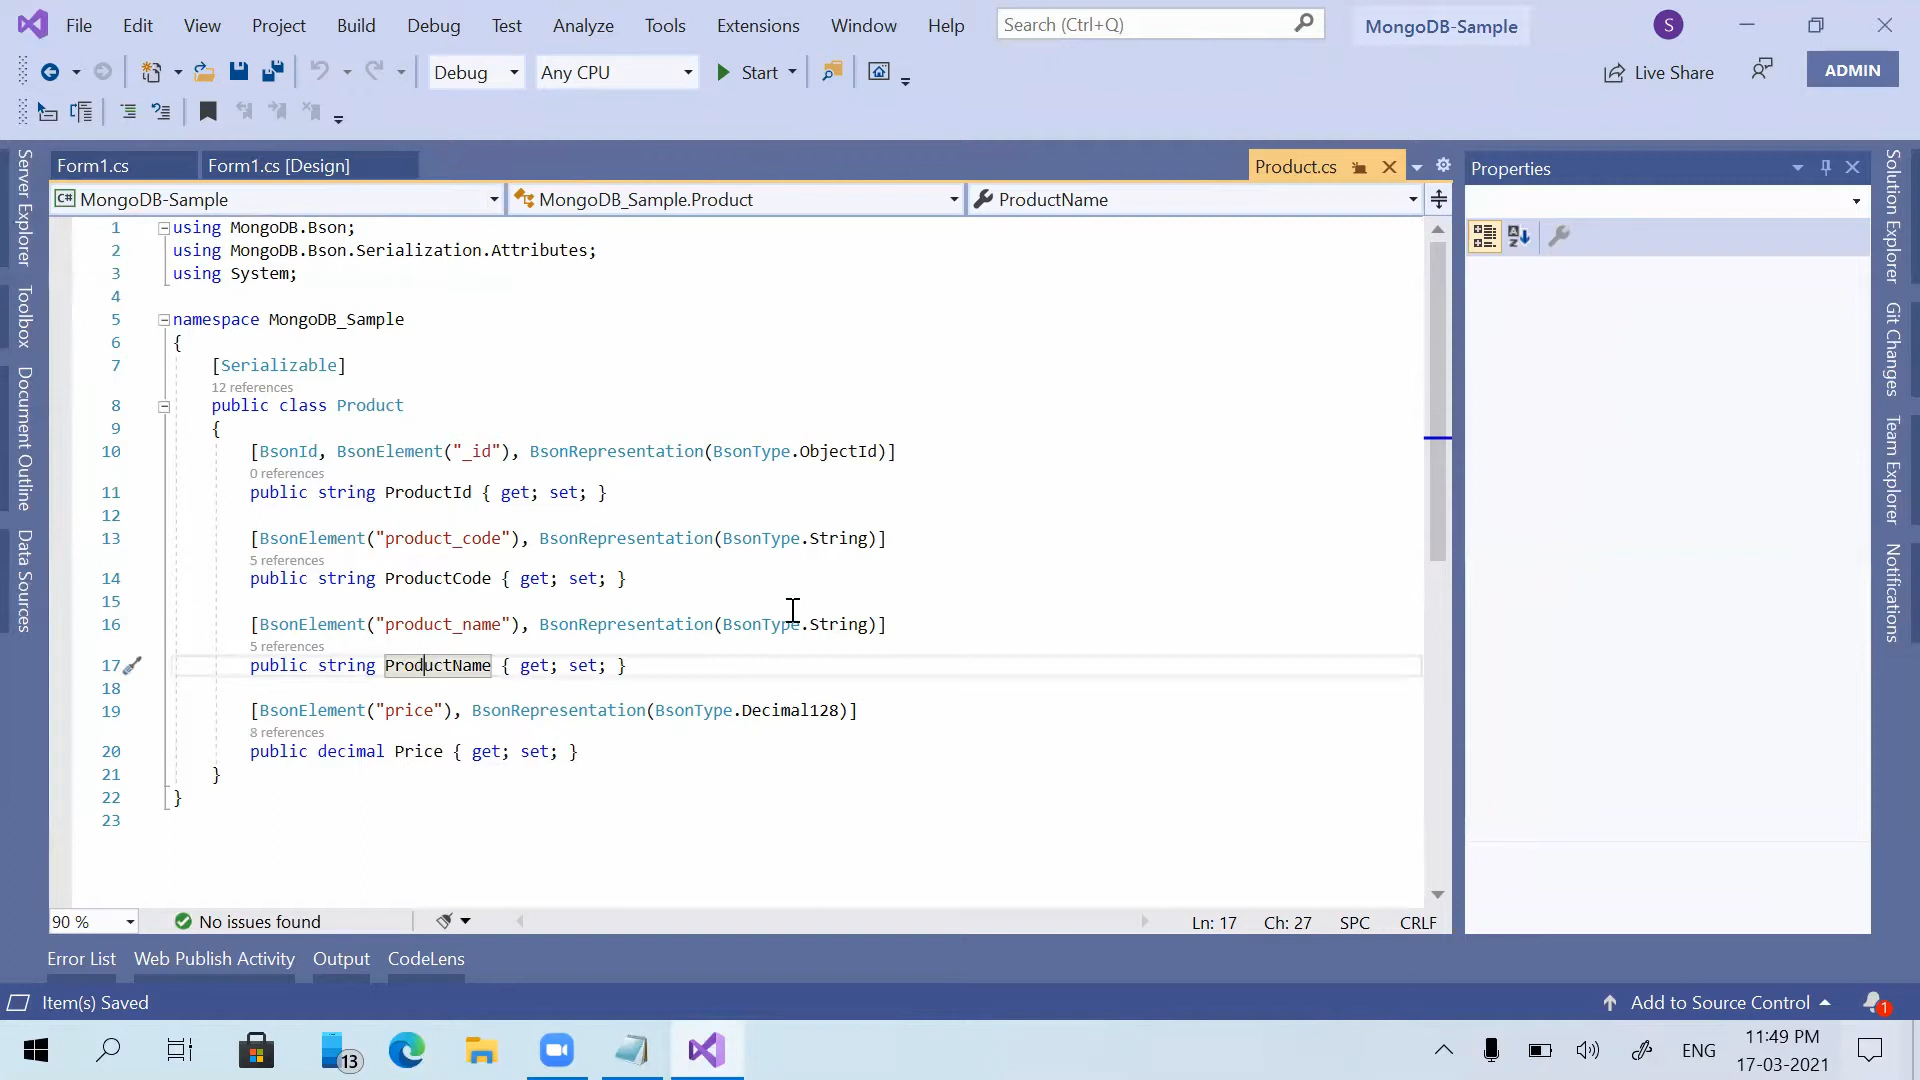 File Edit View Project Build Debug Test Analyze Tools Extensions Window Help Search (Ctrl+Q) MongoDB-Sample S
Debug Any CPU Start Live Share ADMIN
Form1.cs Form1.cs [Design] Product.cs Properties
C# MongoDB-Sample MongoDB_Sample.Product ProductName
1 using MongoDB.Bson;
2 using MongoDB.Bson.Serialization.Attributes;
3 using System;
4
5 namespace MongoDB_Sample
6 {
7 [Serializable]
12 references
8 public class Product
9 {
10 [BsonId, BsonElement("_id"), BsonRepresentation(BsonType.ObjectId)]
0 references
11 public string ProductId { get; set; }
12
13 [BsonElement("product_code"), BsonRepresentation(BsonType.String)]
5 references
14 public string ProductCode { get; set; }
15
16 [BsonElement("product_name"), BsonRepresentation(BsonType.String)]
5 references
17 public string ProductName { get; set; }
18
19 [BsonElement("price"), BsonRepresentation(BsonType.Decimal128)]
8 references
20 public decimal Price { get; set; }
21 }
22 }
23
Server Explorer
Toolbox
Document Outline
Data Sources
Solution Explorer
Git Changes
Team Explorer
Notifications
90 % No issues found Ln: 17 Ch: 27 SPC CRLF
Error List Web Publish Activity Output CodeLens
Item(s) Saved Add to Source Control 1
13 ENG 11:49 PM
17-03-2021